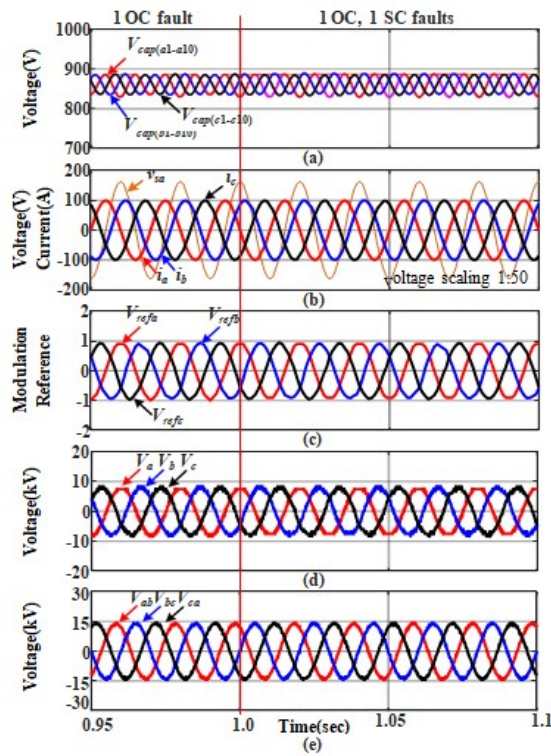 1 OC fault
1 OC, 1 SC faults
1000
900
800
700
Voltage(V)
Vcap(a1-a10)
Vcap(c1-c10)
(a)
200
100
0
-100
-200
Voltage(V)
Current(A)
vsa
ic
ia
ib
voltage scaling 1:50
(b)
2
1
0
-1
-2
Modulation
Reference
Vrefa
Vrefb
Vrefc
(c)
20
10
0
-10
-20
Voltage(kV)
Va Vb Vc
(d)
30
15
0
-15
-30
Voltage(kV)
Vab Vbc Vca
0.95
1.0
Time(sec)
1.05
1.1
(e)